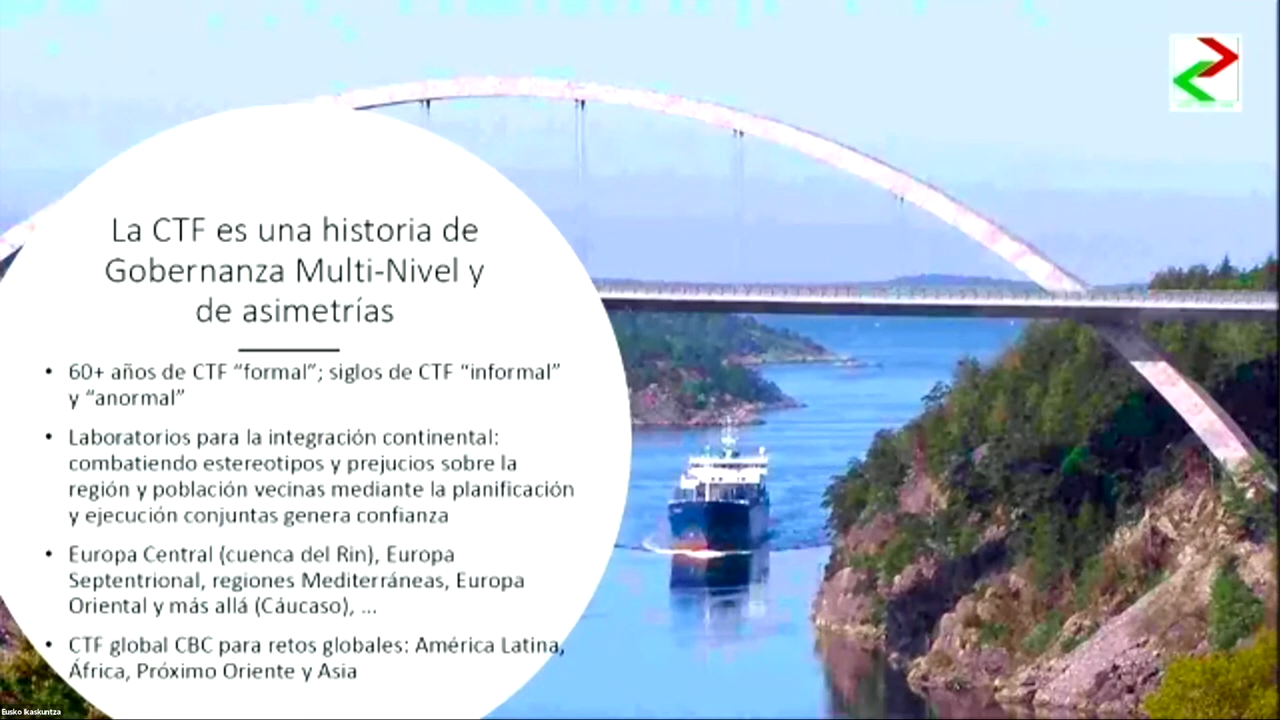 La CTF es una historia de
Gobernanza Multi-Nivel y
de asimetrías
• 60+ años de CTF “formal”; siglos de CTF “informal”
y “anormal”
• Laboratorios para la integración continental:
combatiendo estereotipos y prejucios sobre la
región y población vecinas mediante la planificación
y ejecución conjuntas genera confianza
• Europa Central (cuenca del Rin), Europa
Septentrional, regiones Mediterráneas, Europa
Oriental y más allá (Cáucaso), ...
• CTF global CBC para retos globales: América Latina,
África, Próximo Oriente y Asia
Eusko Ikaskuntza